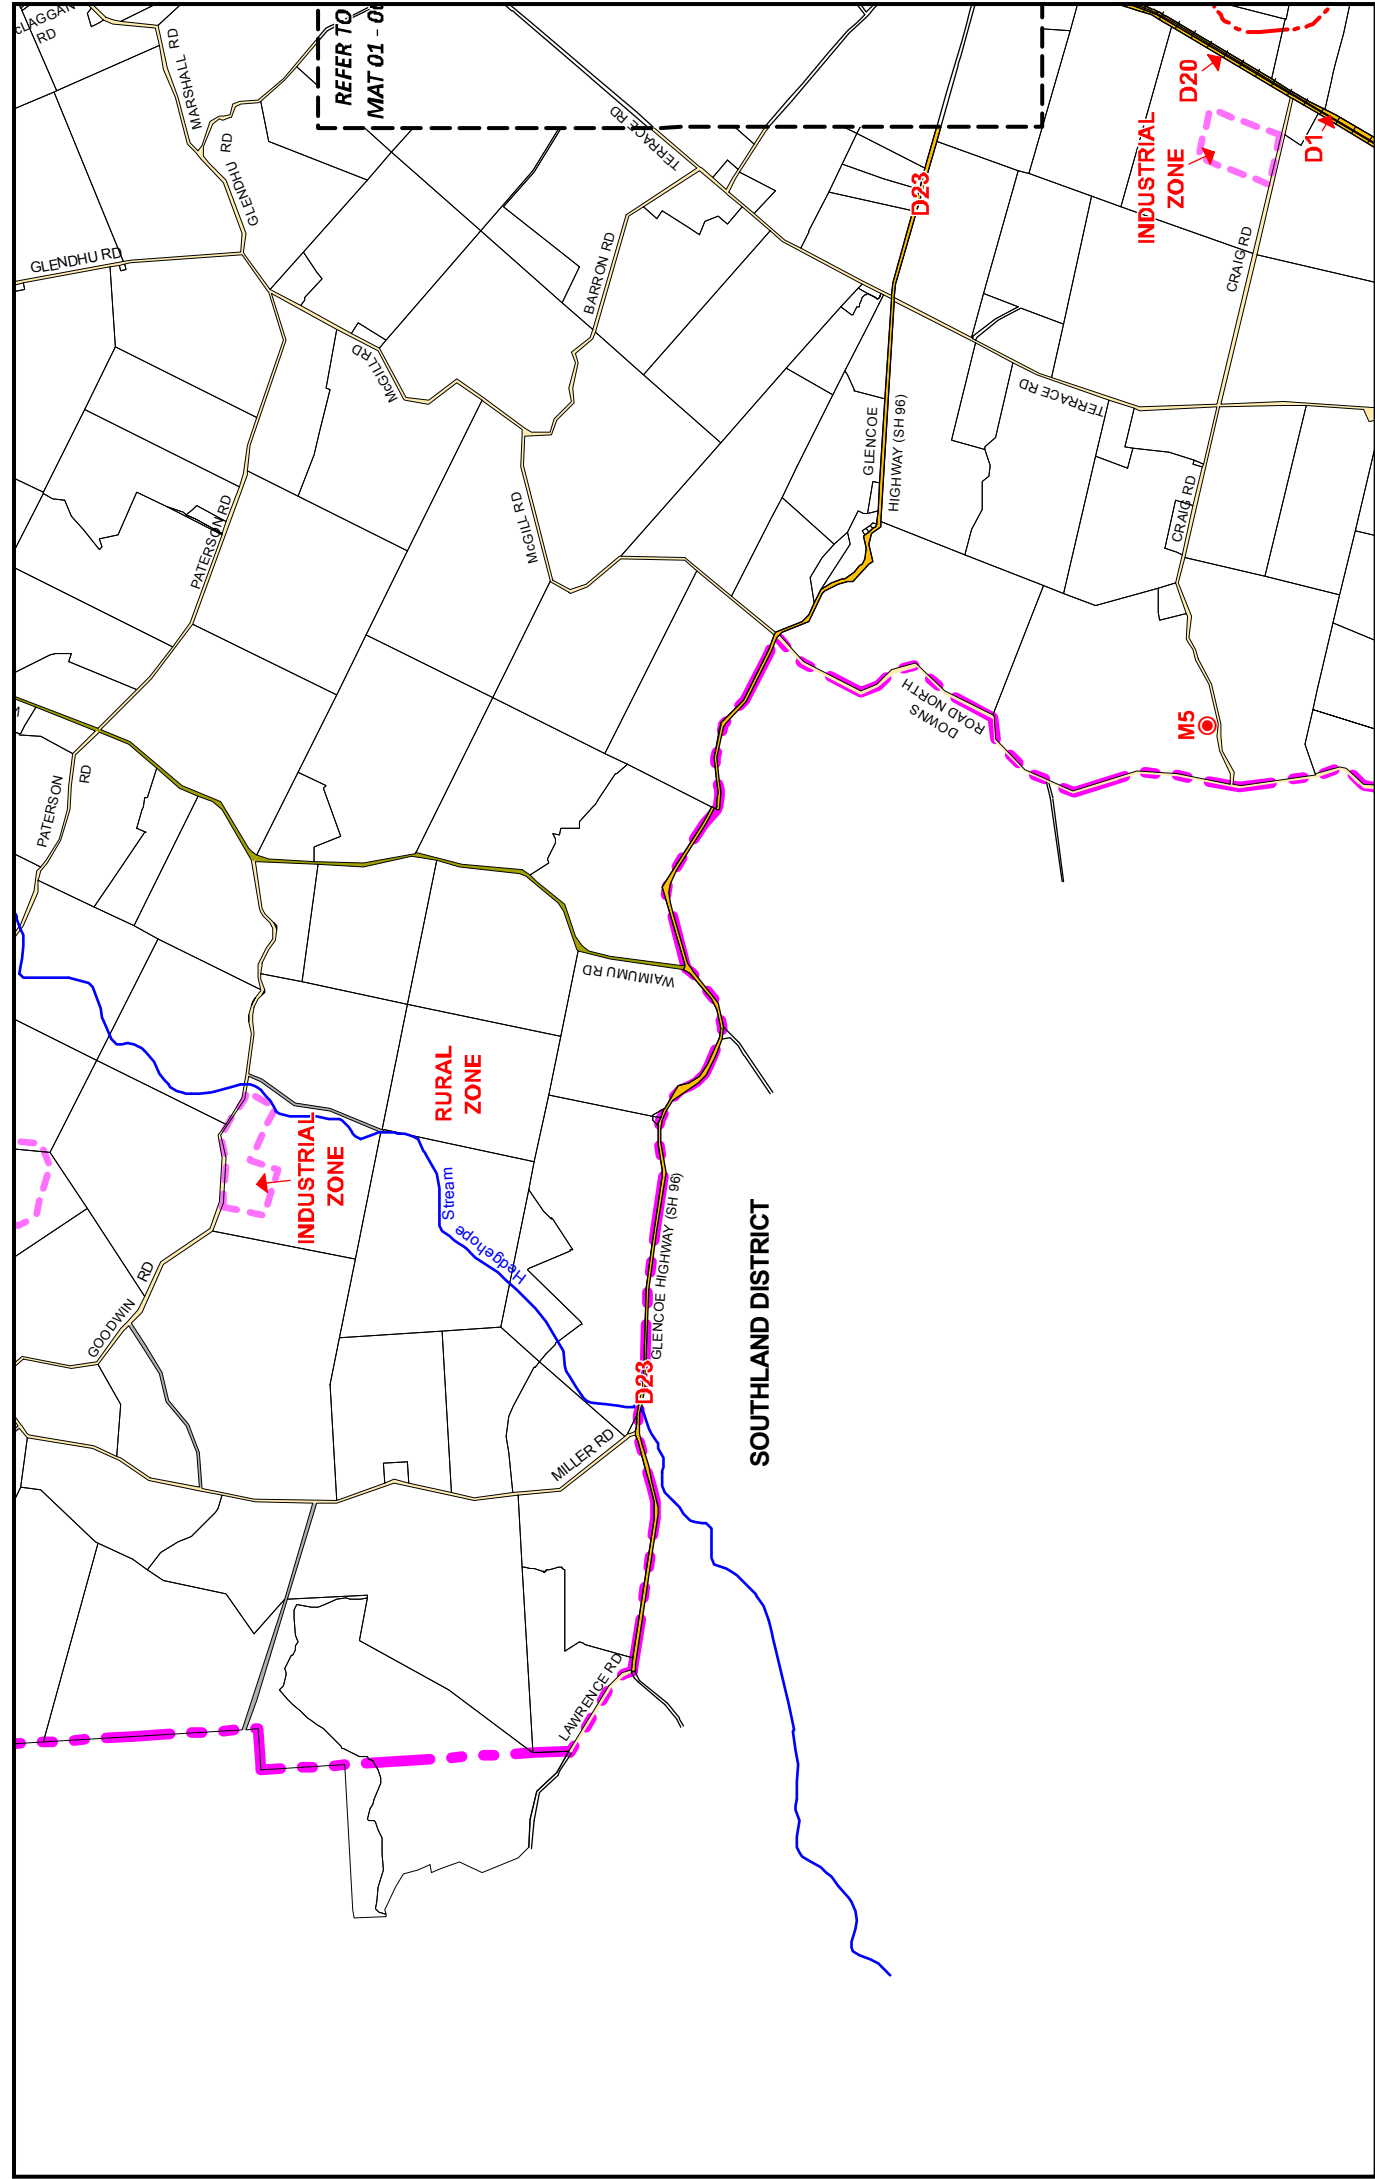 cLAGGAN
RD
MARSHALL RD
REFER TO
MAT 01 - 0
GLENDHU
RD
GLENDHU RD
TERRACE RD
D20
INDUSTRIAL
ZONE
D1
D23
BARRON RD
CRAIG RD
McGILL RD
TERRACE RD
GLENCOE
HIGHWAY (SH 96)
PATERSON RD
McGILL RD
CRAIG RD
DOWNS
ROAD NORTH
M5
PATERSON
RD
WAIMUMU RD
RURAL
ZONE
INDUSTRIAL
ZONE
Stream
Hedgehope
GOODWIN
RD
GLENCOE HIGHWAY (SH 96)
D23
SOUTHLAND DISTRICT
MILLER RD
LAWRENCE RD